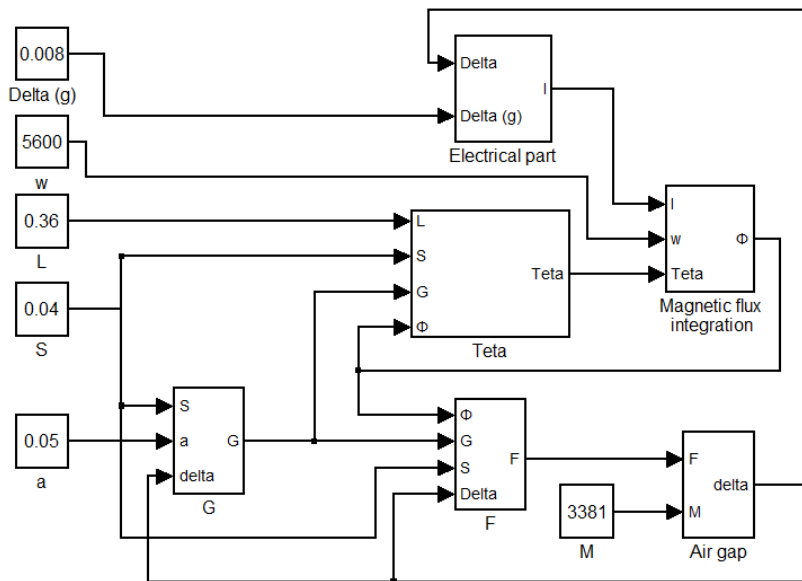 0.008
Delta (g)
5600
w
0.36
L
0.04
S
0.05
a
Delta
Delta (g)
I
Electrical part
L
S
G
Φ
Teta
Teta
I
w
Teta
Φ
Magnetic flux
integration
S
a
delta
G
G
Φ
G
S
Delta
F
F
3381
M
F
M
delta
Air gap